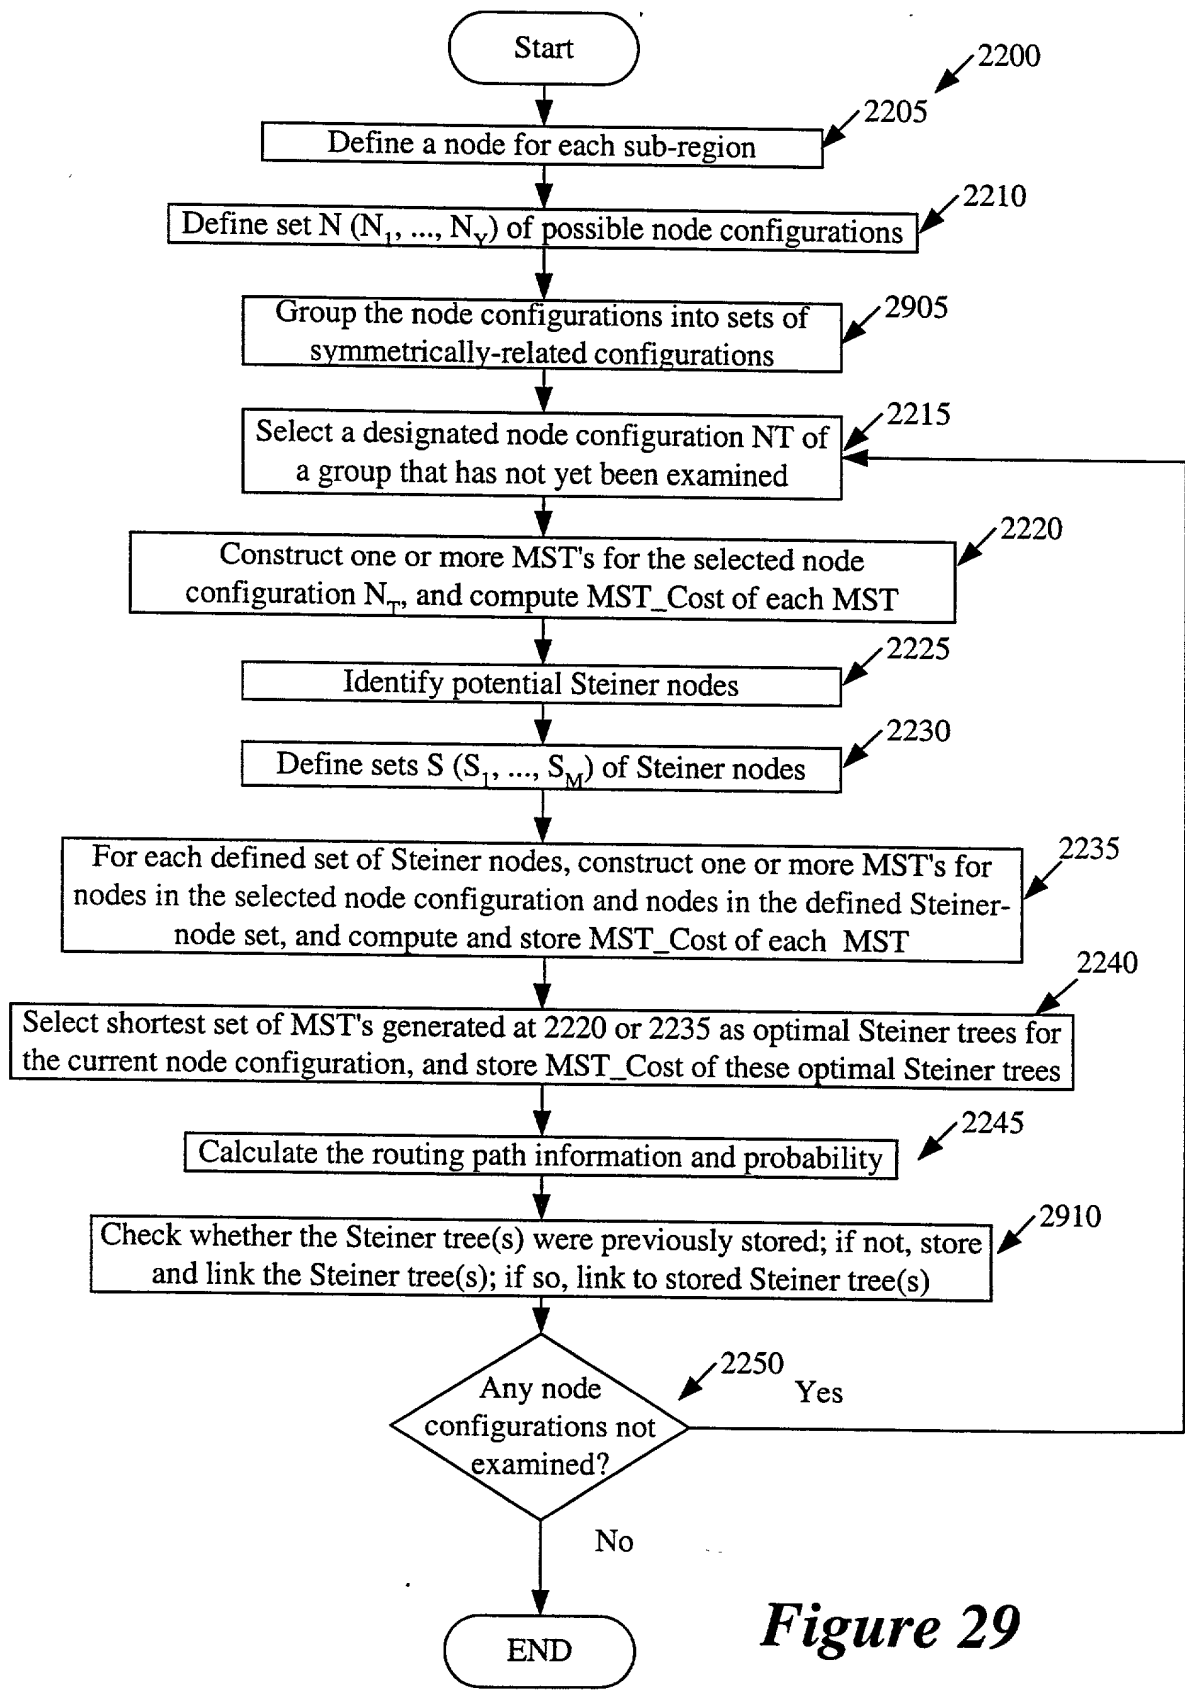 Start
2200
2205
Define a node for each sub-region
2210
Define set N (N1, ..., NY) of possible node configurations
2905
Group the node configurations into sets of
symmetrically-related configurations
2215
Select a designated node configuration NT of
a group that has not yet been examined
2220
Construct one or more MST's for the selected node
configuration NT, and compute MST_Cost of each MST
2225
Identify potential Steiner nodes
2230
Define sets S (S1, ..., SM) of Steiner nodes
2235
For each defined set of Steiner nodes, construct one or more MST's for
nodes in the selected node configuration and nodes in the defined Steiner-
node set, and compute and store MST_Cost of each MST
2240
Select shortest set of MST's generated at 2220 or 2235 as optimal Steiner trees for
the current node configuration, and store MST_Cost of these optimal Steiner trees
2245
Calculate the routing path information and probability
2910
Check whether the Steiner tree(s) were previously stored; if not, store
and link the Steiner tree(s); if so, link to stored Steiner tree(s)
2250
Yes
Any node
configurations not
examined?
No
END
Figure 29